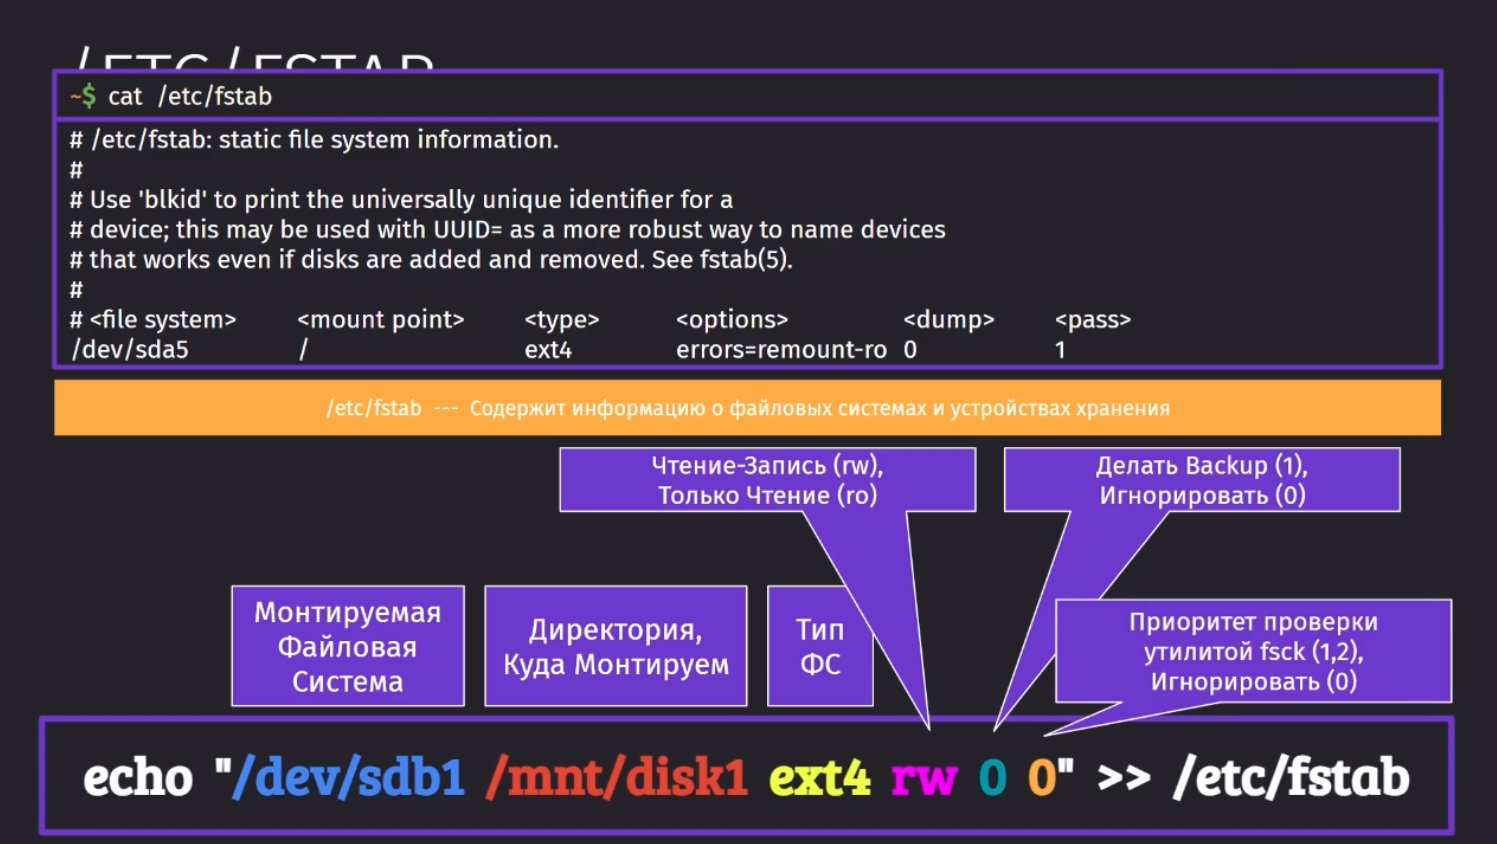 /ETC/FSTAB
~$ cat /etc/fstab
# /etc/fstab: static file system information.
#
# Use 'blkid' to print the universally unique identifier for a
# device; this may be used with UUID= as a more robust way to name devices
# that works even if disks are added and removed. See fstab(5).
#
# <file system> <mount point> <type> <options> <dump> <pass>
/dev/sda5 / ext4 errors=remount-ro 0 1
/etc/fstab --- Содержит информацию о файловых системах и устройствах хранения
Чтение-Запись (rw),
Только Чтение (ro)
Делать Backup (1),
Игнорировать (0)
Монтируемая
Файловая
Система
Директория,
Куда Монтируем
Тип
ФС
Приоритет проверки
утилитой fsck (1,2),
Игнорировать (0)
echo "/dev/sdb1 /mnt/disk1 ext4 rw 0 0" >> /etc/fstab